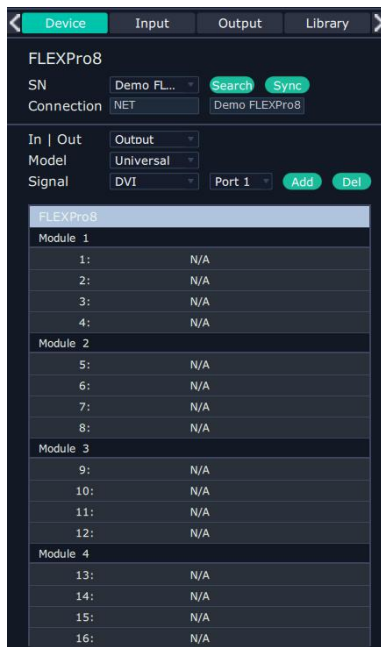 Device Input Output Library
FLEXPro8
SN Demo FL... Search Sync
Connection NET Demo FLEXPro8
In | Out Output
Model Universal
Signal DVI Port 1 Add Del
FLEXPro8
Module 1
1: N/A
2: N/A
3: N/A
4: N/A
Module 2
5: N/A
6: N/A
7: N/A
8: N/A
Module 3
9: N/A
10: N/A
11: N/A
12: N/A
Module 4
13: N/A
14: N/A
15: N/A
16: N/A